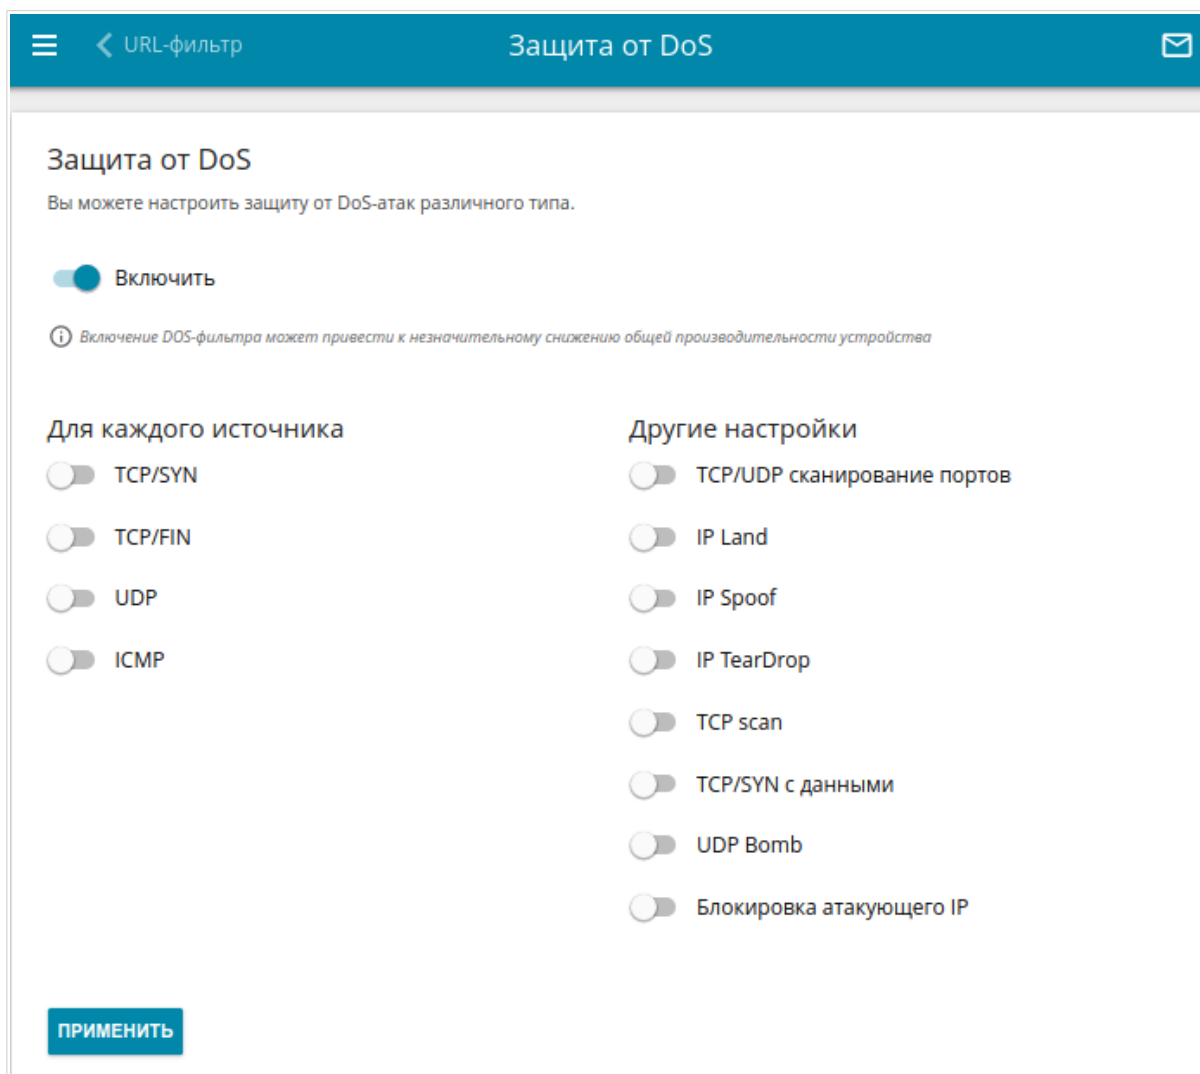 URL-фильтр
Защита от DoS
Защита от DoS
Вы можете настроить защиту от DoS-атак различного типа.
Включить
Включение DOS-фильтра может привести к незначительному снижению общей производительности устройства
Для каждого источника
TCP/SYN
TCP/FIN
UDP
ICMP
Другие настройки
TCP/UDP сканирование портов
IP Land
IP Spoof
IP TearDrop
TCP scan
TCP/SYN с данными
UDP Bomb
Блокировка атакующего IP
ПРИМЕНИТЬ